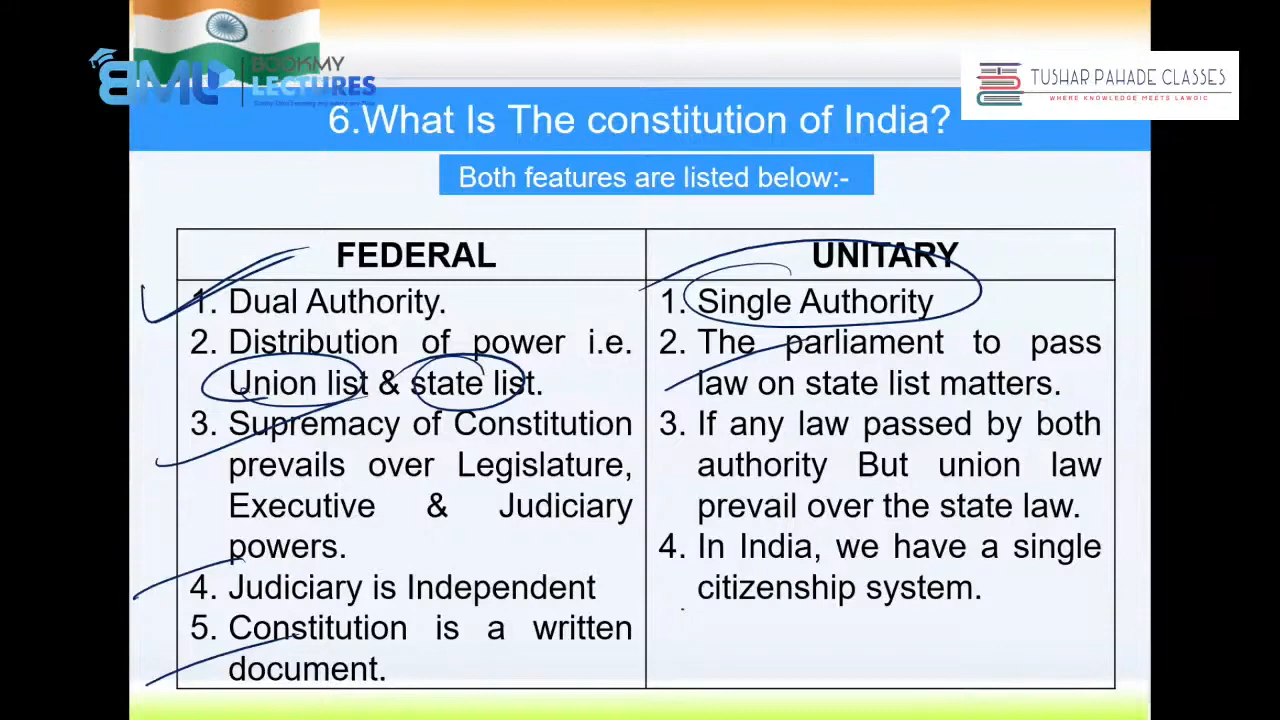 BOOKMY
LECTURES
TUSHAR PAHADE CLASSES
WHERE KNOWLEDGE MEETS LAWGIC
6.What Is The constitution of India?
Both features are listed below:-
FEDERAL
1. Dual Authority.
2. Distribution of power i.e.
Union list & state list.
3. Supremacy of Constitution
prevails over Legislature,
Executive & Judiciary
powers.
4. Judiciary is Independent
5. Constitution is a written
document.
UNITARY
1. Single Authority
2. The parliament to pass
law on state list matters.
3. If any law passed by both
authority But union law
prevail over the state law.
4. In India, we have a single
citizenship system.